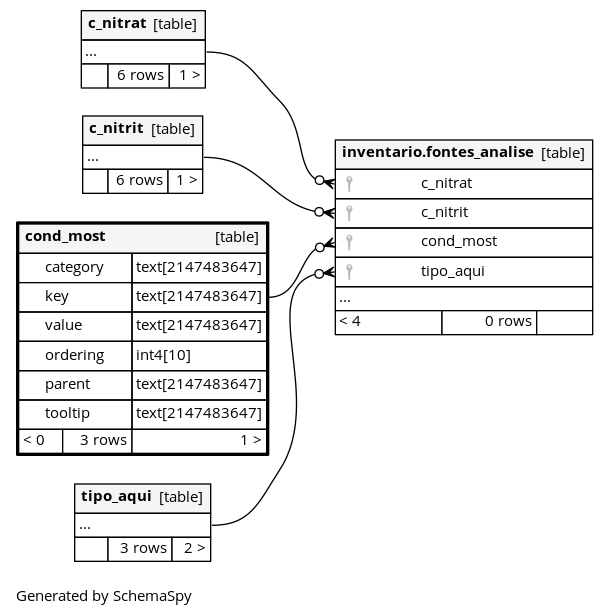 c_nitrat [table]
...
6 rows 1 >
c_nitrit [table]
...
6 rows 1 >
cond_most [table]
category text[2147483647]
key text[2147483647]
value text[2147483647]
ordering int4[10]
parent text[2147483647]
tooltip text[2147483647]
< 0 3 rows 1 >
tipo_aqui [table]
...
3 rows 2 >
inventario.fontes_analise [table]
c_nitrat
c_nitrit
cond_most
tipo_aqui
...
< 4 0 rows
Generated by SchemaSpy